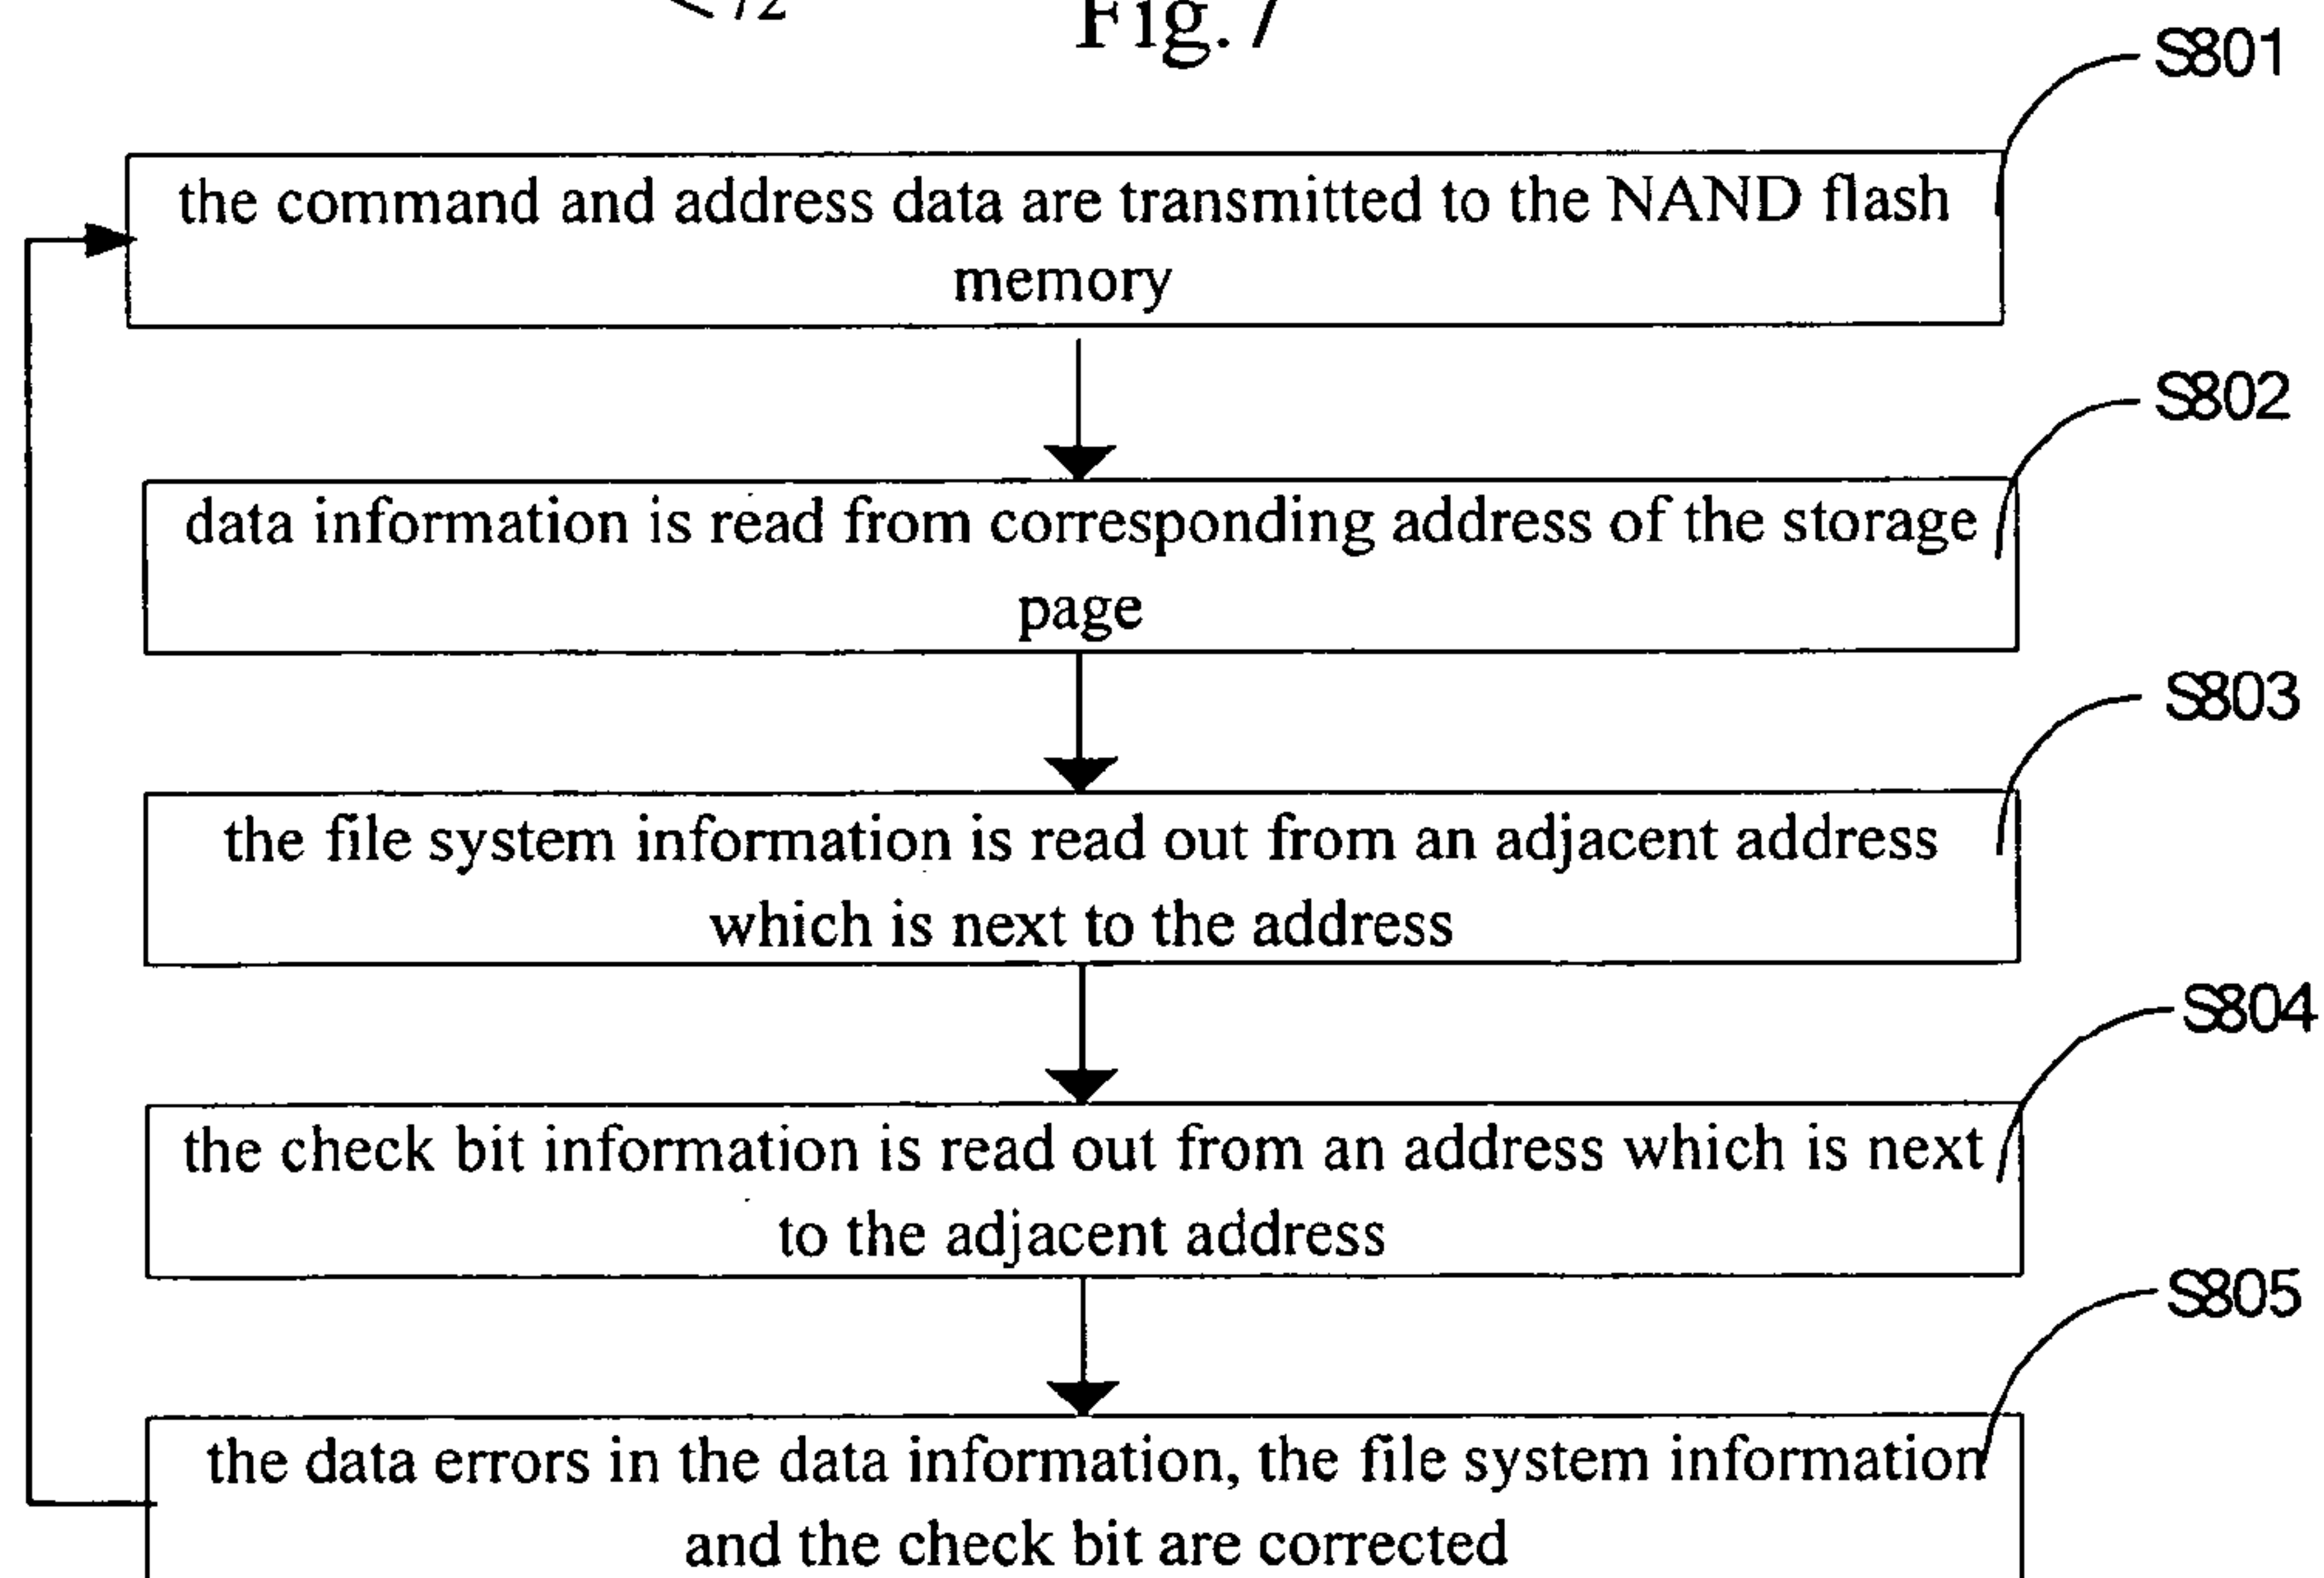 72
Fig. 7
S801
the command and address data are transmitted to the NAND flash
memory
S802
data information is read from corresponding address of the storage
page
S803
the file system information is read out from an adjacent address
which is next to the address
S804
the check bit information is read out from an address which is next
to the adjacent address
S805
the data errors in the data information, the file system information
and the check bit are corrected